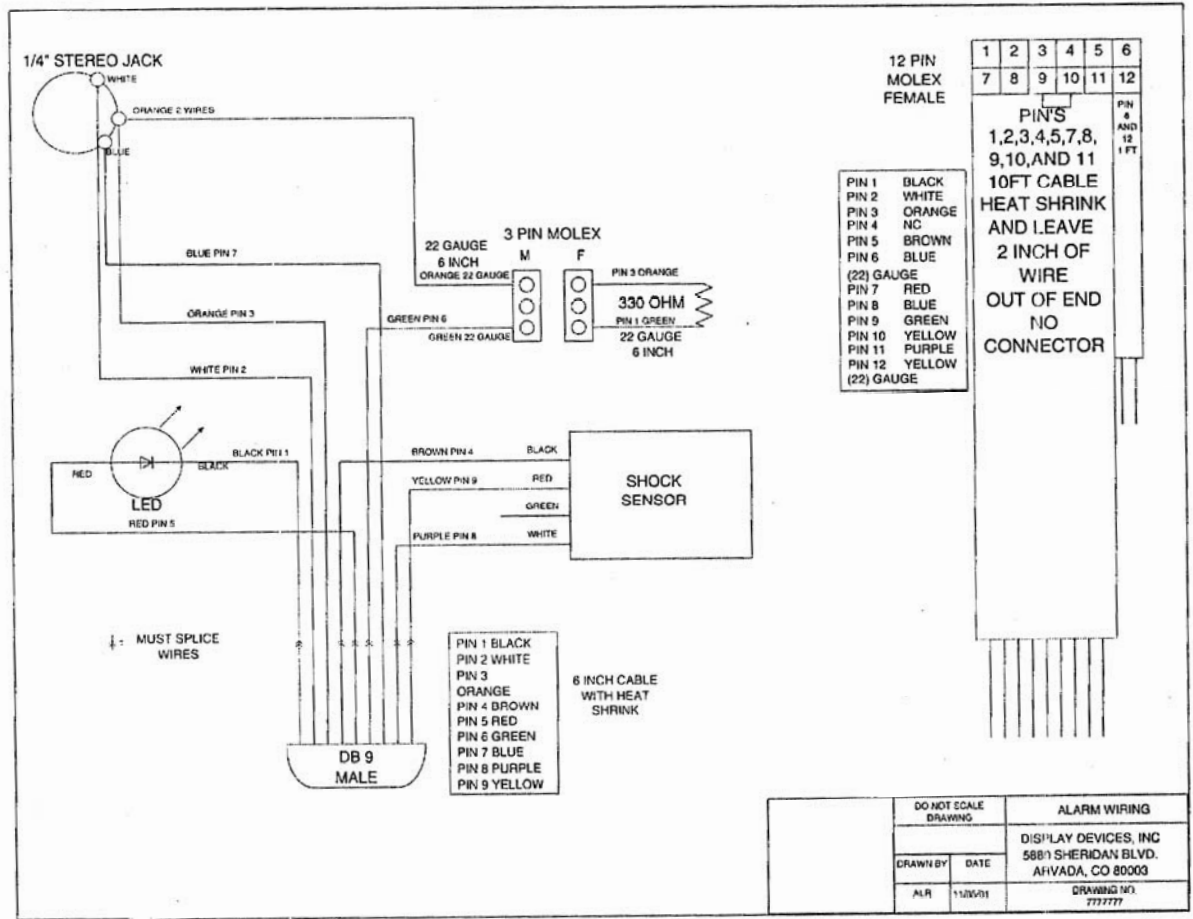 1/4" STEREO JACK
WHITE
ORANGE 2 WIRES
BLUE
BLUE PIN 7
ORANGE PIN 3
WHITE PIN 2
22 GAUGE
6 INCH
ORANGE 22 GAUGE
GREEN PIN 6
GREEN 22 GAUGE
3 PIN MOLEX
M F
PIN 3 ORANGE
330 OHM
PIN 1 GREEN
22 GAUGE
6 INCH
RED
BLACK PIN 1
BLACK
LED
RED PIN 5
BROWN PIN 4
YELLOW PIN 9
PURPLE PIN 8
BLACK
RED
GREEN
WHITE
SHOCK
SENSOR
MUST SPLICE
WIRES
DB 9
MALE
PIN 1 BLACK
PIN 2 WHITE
PIN 3
ORANGE
PIN 4 BROWN
PIN 5 RED
PIN 6 GREEN
PIN 7 BLUE
PIN 8 PURPLE
PIN 9 YELLOW
6 INCH CABLE
WITH HEAT
SHRINK
12 PIN
MOLEX
FEMALE
1 2 3 4 5 6
7 8 9 10 11 12
PIN 1 BLACK
PIN 2 WHITE
PIN 3 ORANGE
PIN 4 NC
PIN 5 BROWN
PIN 6 BLUE
(22) GAUGE
PIN 7 RED
PIN 8 BLUE
PIN 9 GREEN
PIN 10 YELLOW
PIN 11 PURPLE
PIN 12 YELLOW
(22) GAUGE
PIN'S
1,2,3,4,5,7,8,
9,10,AND 11
10FT CABLE
HEAT SHRINK
AND LEAVE
2 INCH OF
WIRE
OUT OF END
NO
CONNECTOR
PIN
6
AND
12
1 FT
DO NOT SCALE
DRAWING
DRAWN BY DATE
ALR
ALARM WIRING
DISPLAY DEVICES, INC
5880 SHERIDAN BLVD.
ARVADA, CO 80003
DRAWING NO.
7777777